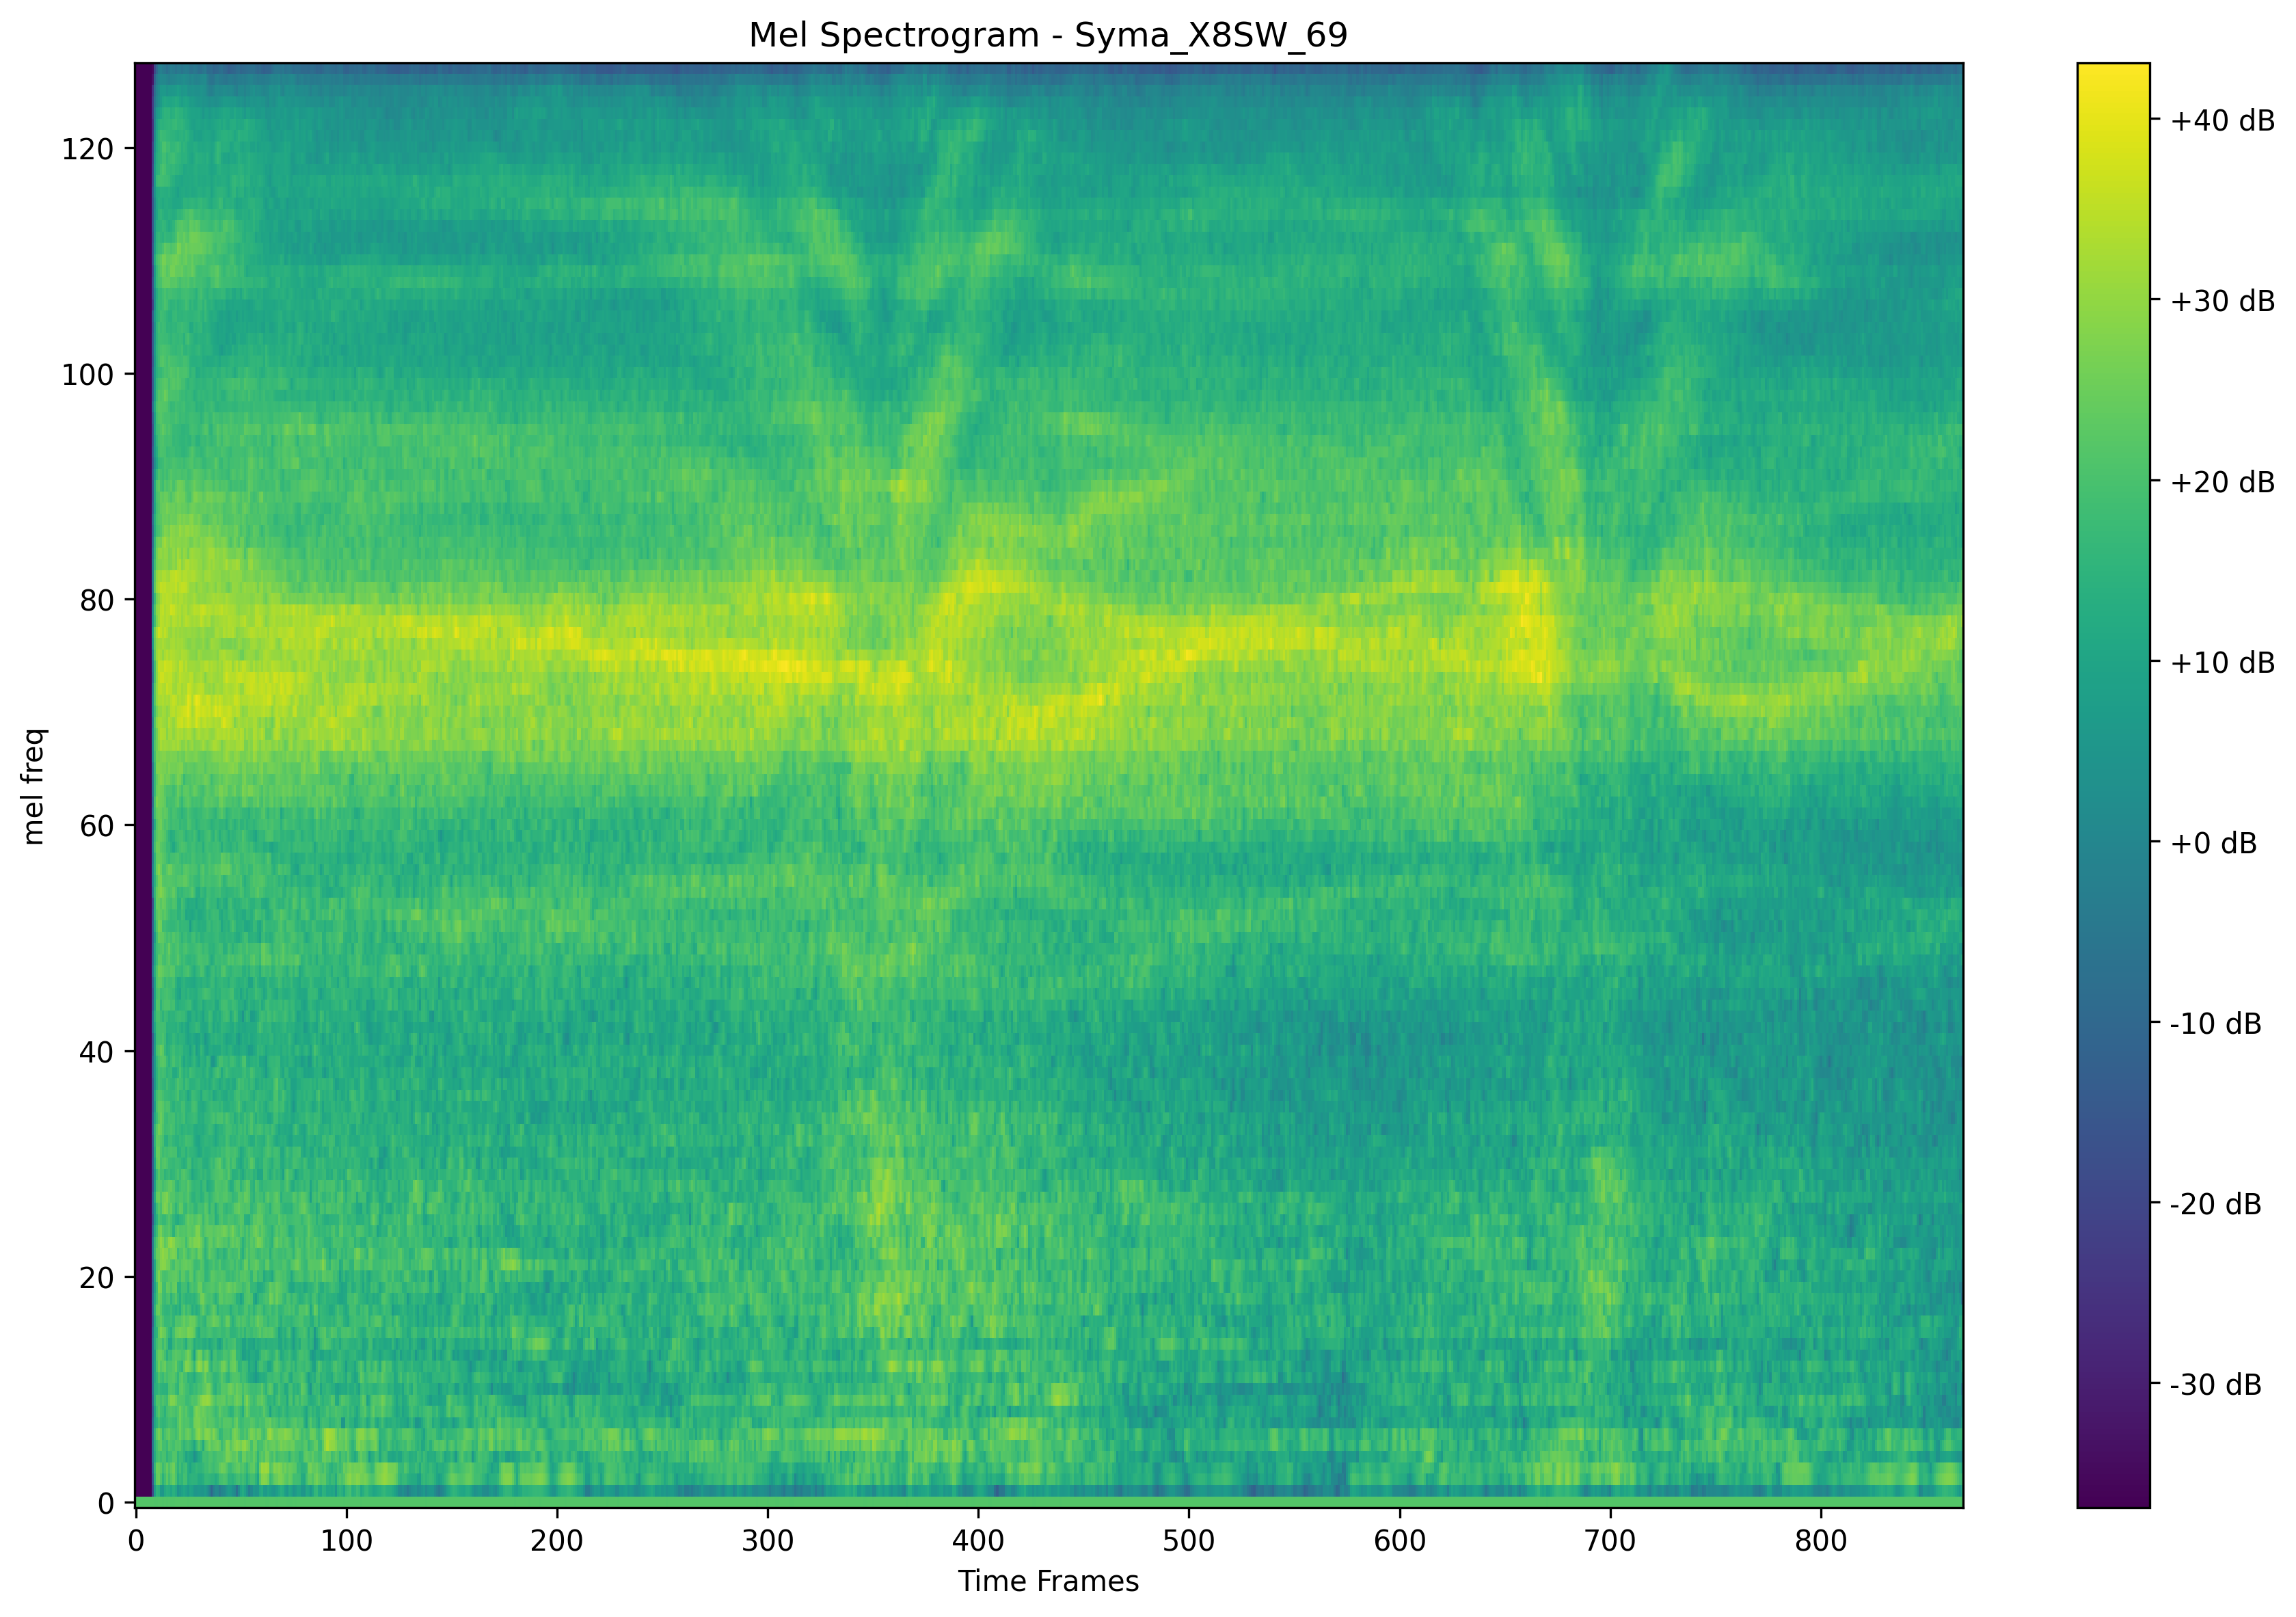 Mel Spectrogram - Syma_X8SW_69
mel freq
120
100
80
60
40
20
0
0 100 200 300 400 500 600 700 800
Time Frames
+40 dB
+30 dB
+20 dB
+10 dB
+0 dB
-10 dB
-20 dB
-30 dB